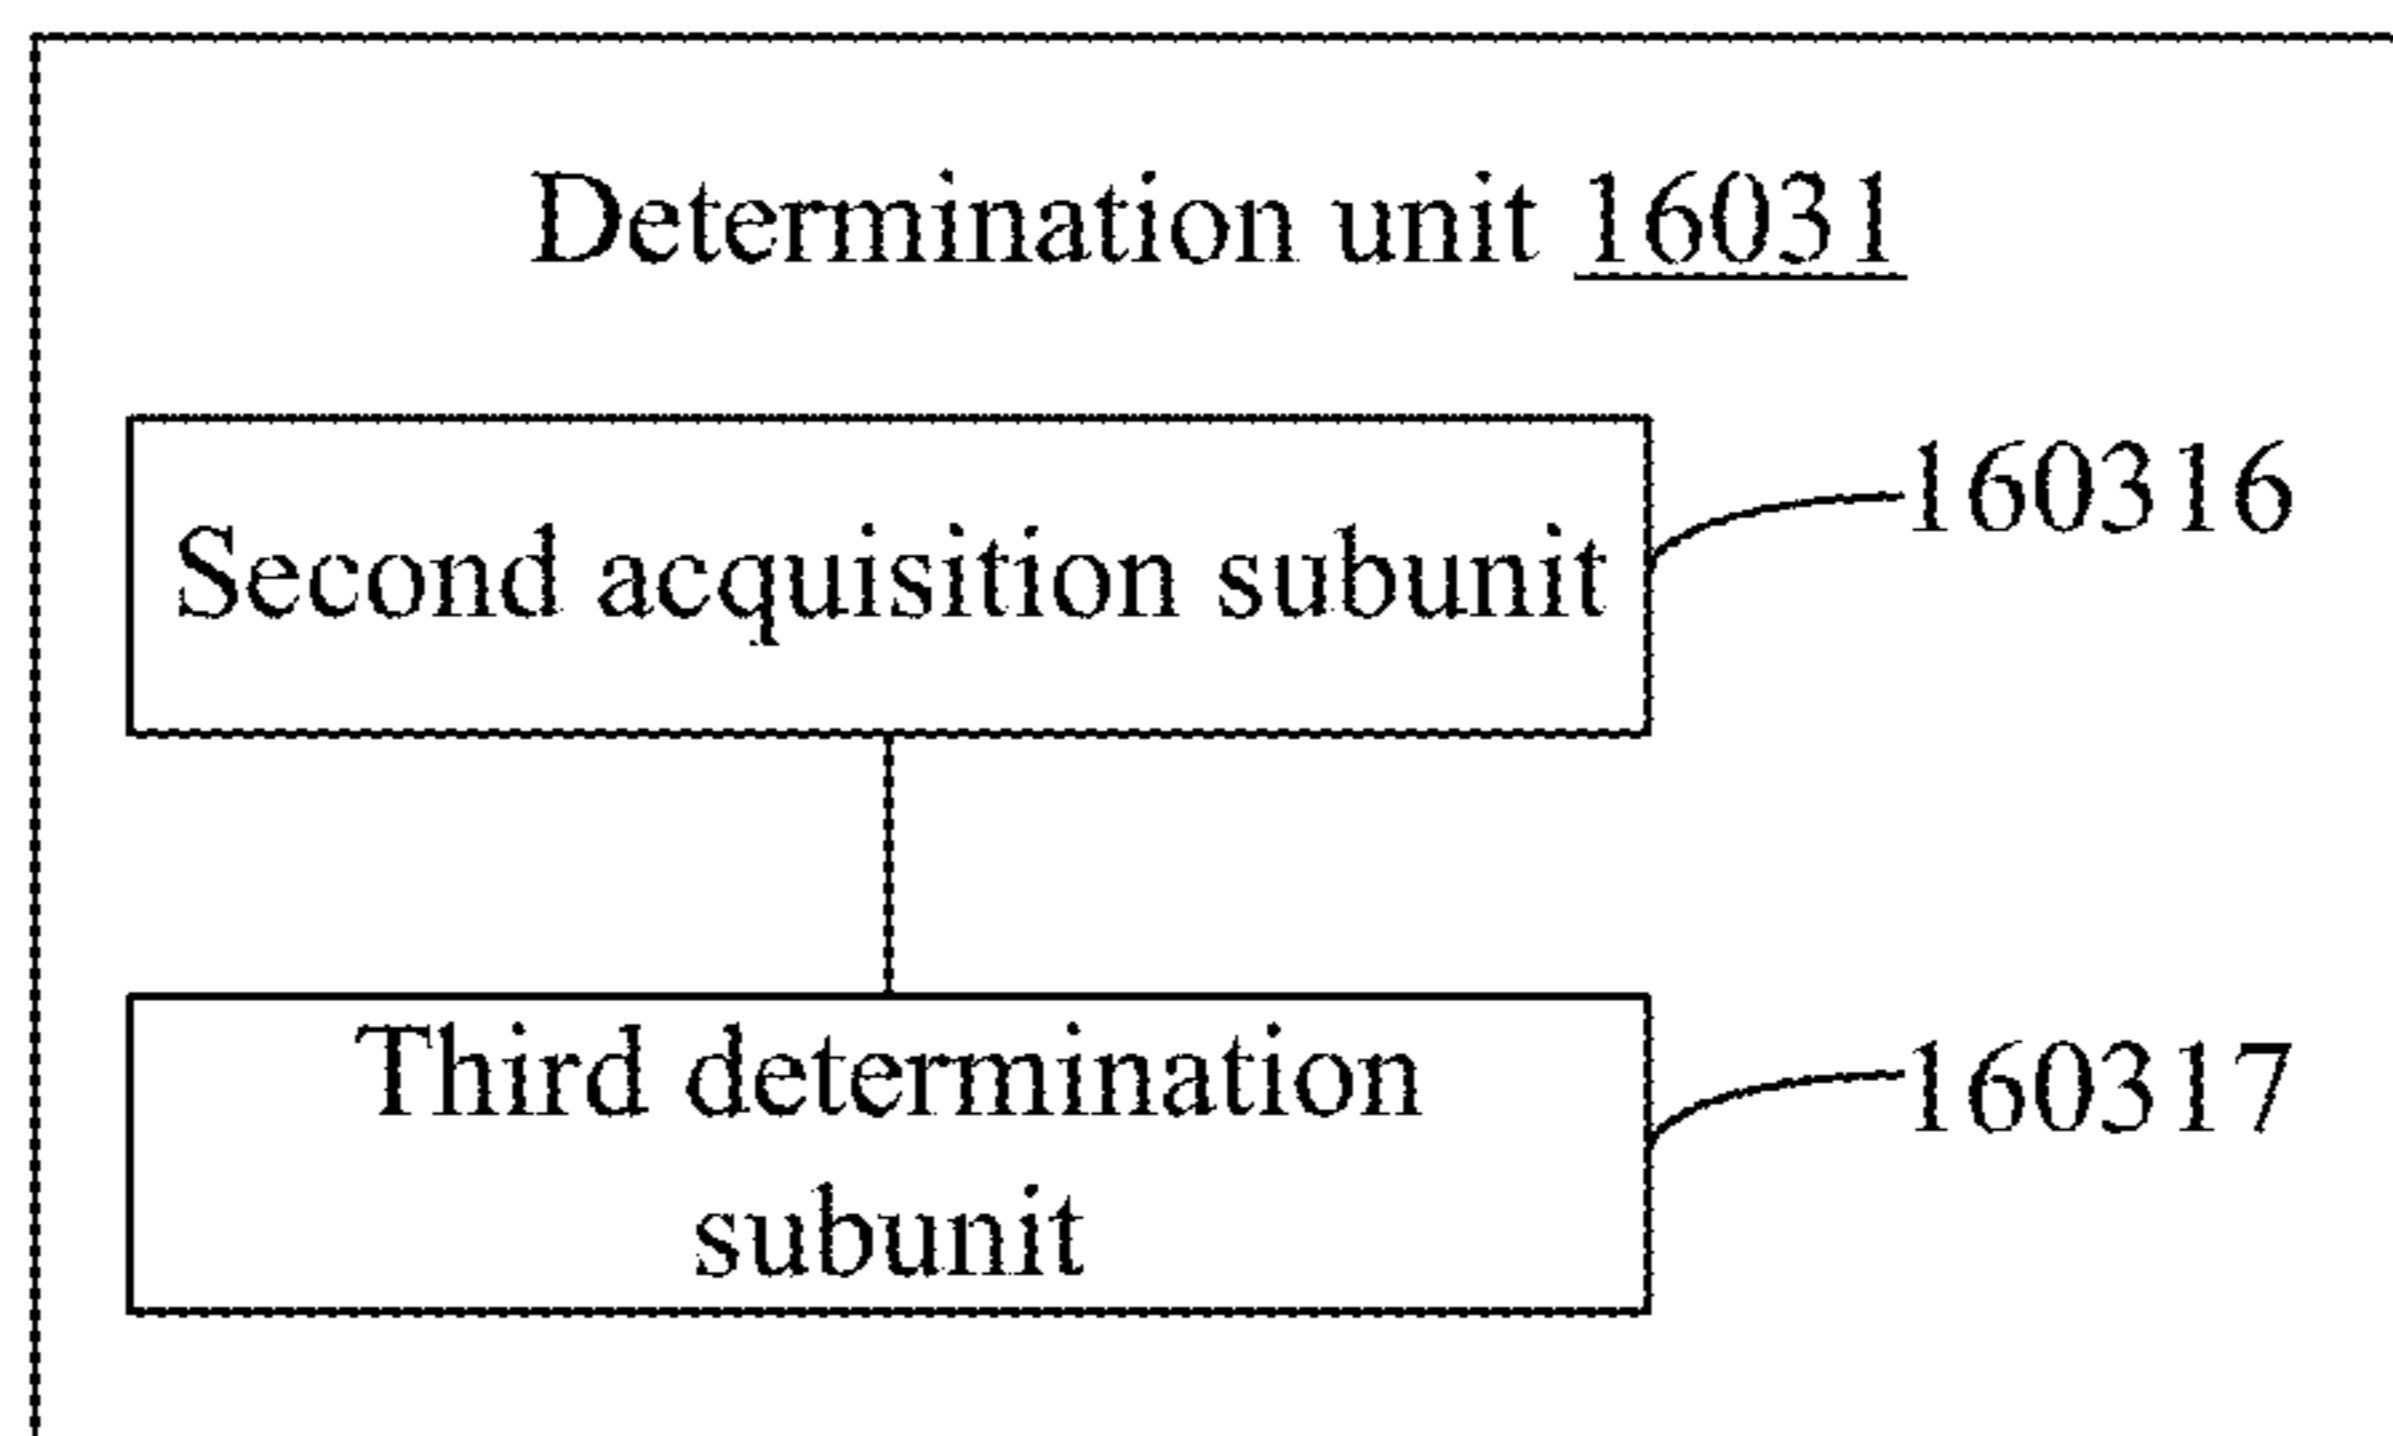 Determination unit 16031
160316
Second acquisition subunit
160317
Third determination
subunit